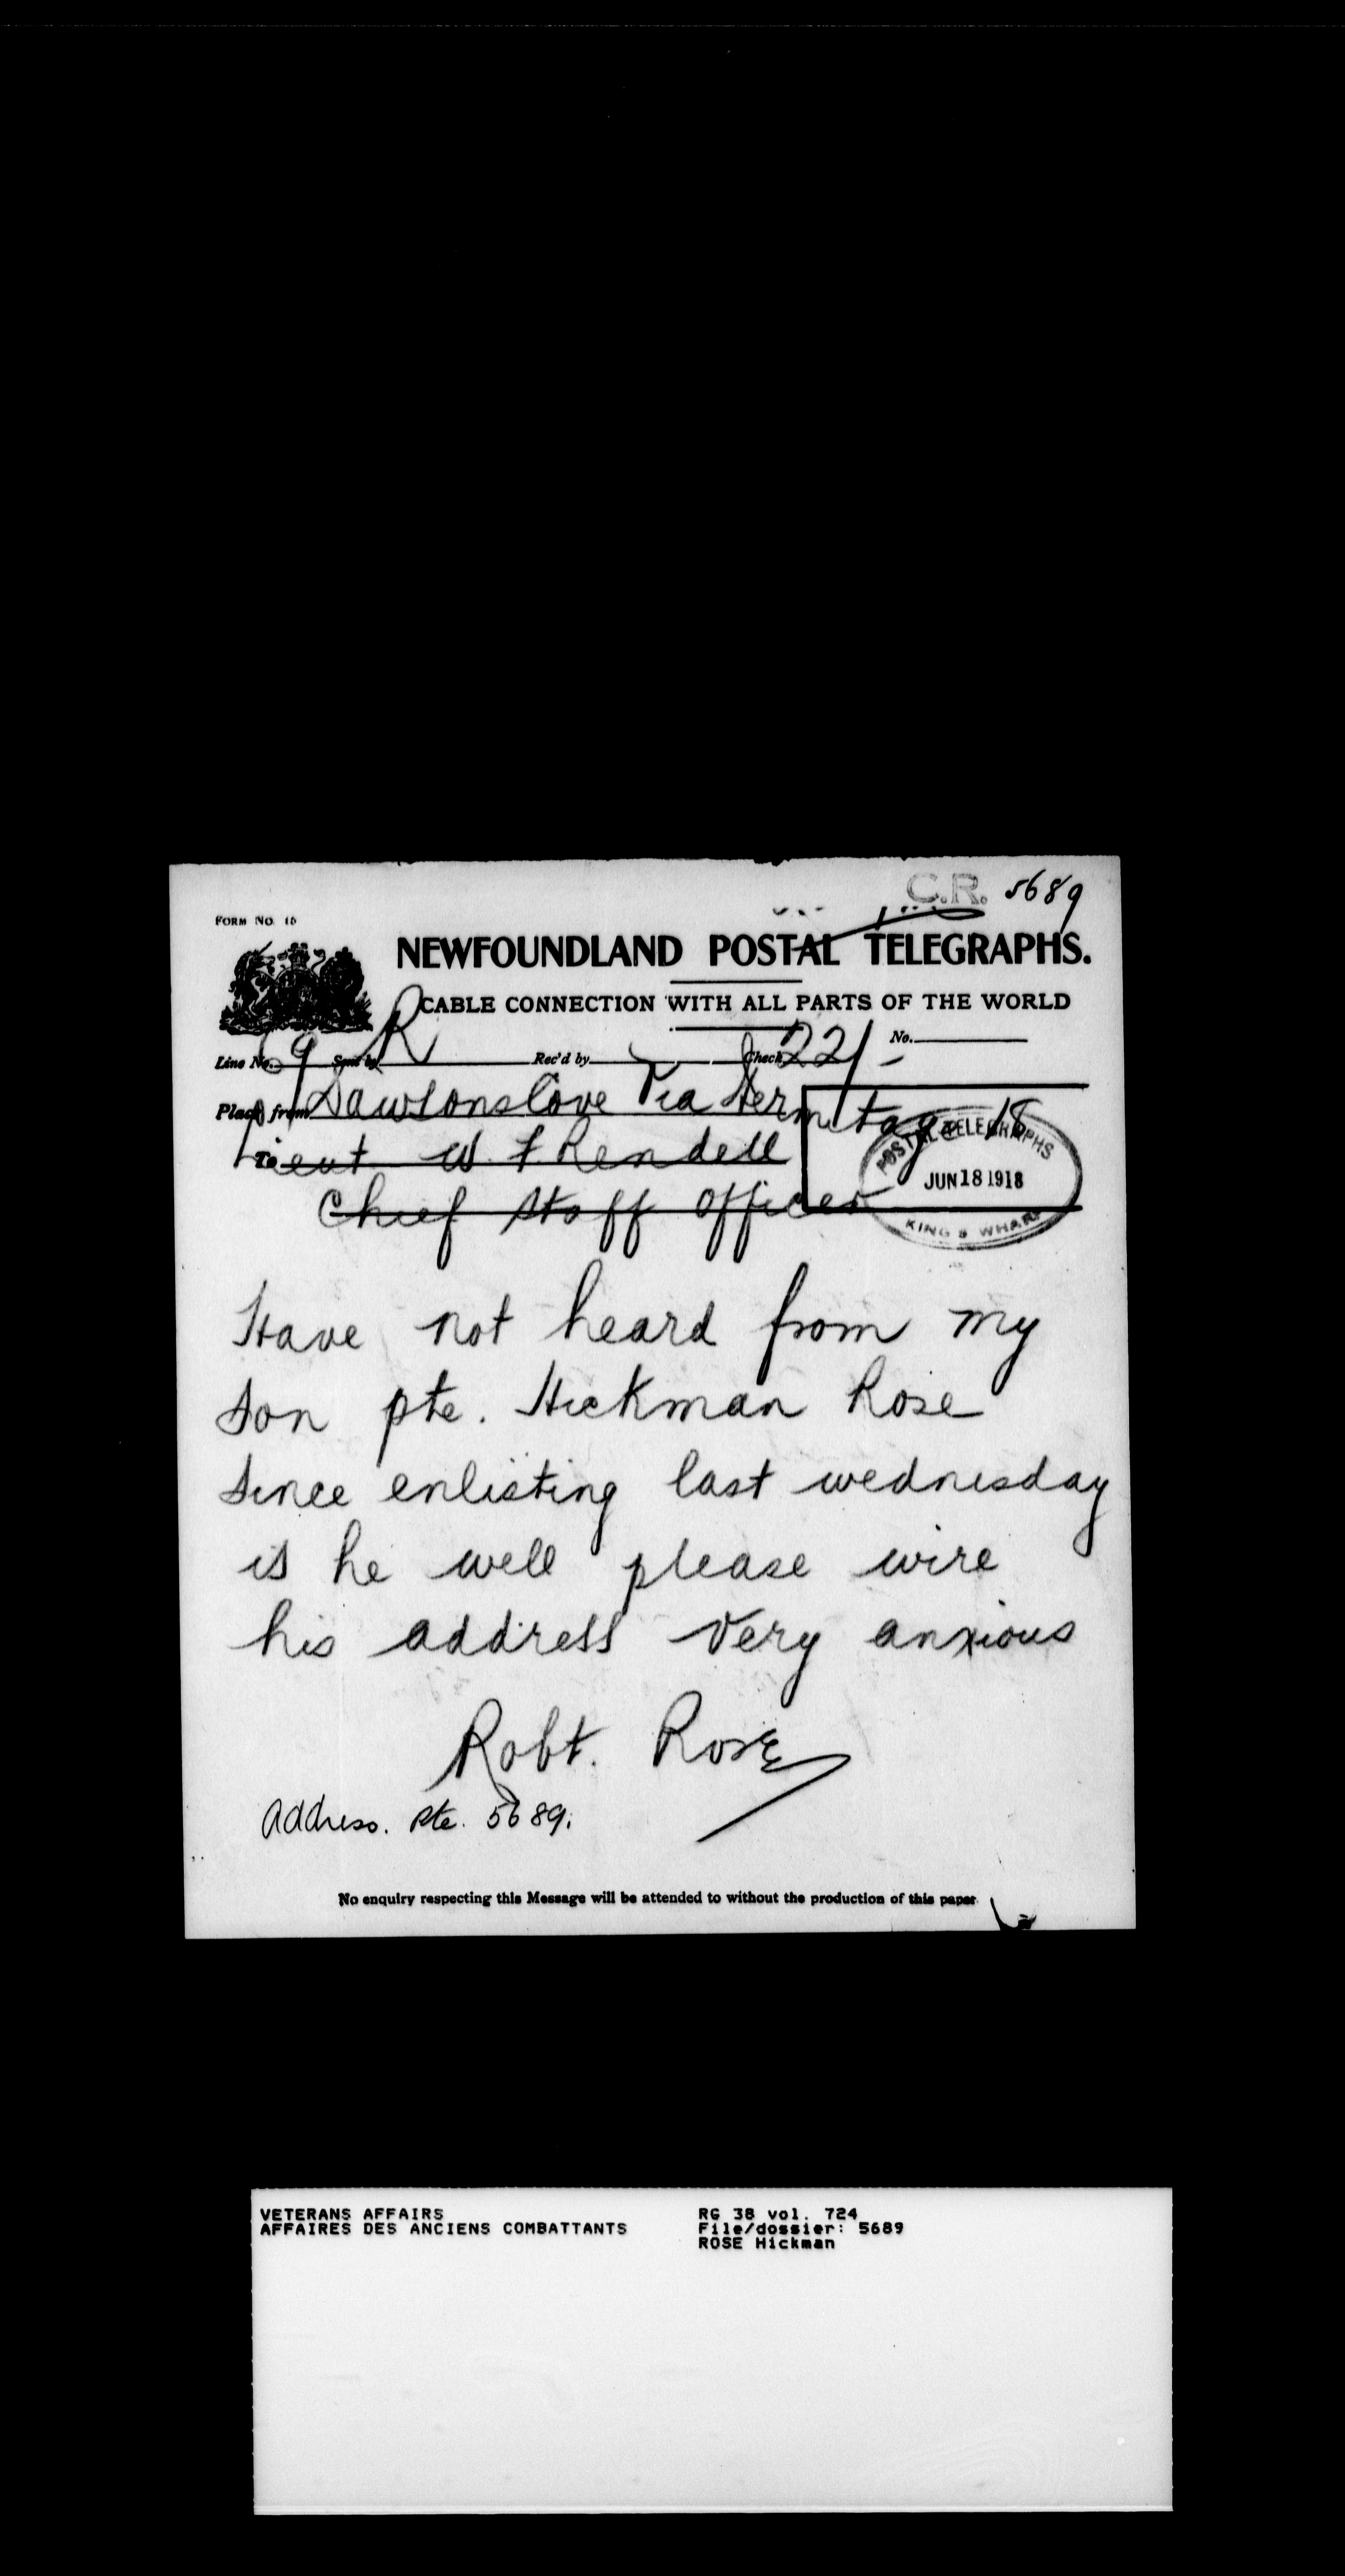 C.R. 5689
FORM NO. 16
NEWFOUNDLAND POSTAL TELEGRAPHS.
CABLE CONNECTION WITH ALL PARTS OF THE WORLD
Line No. 69 Sent by R Rec'd by Check 22/- No.
Place from Dawsons Cove Via Hermitage 18
To Lieut W. F. Rendell
Chief Staff Officer
POSTAL TELEGRAPHS
JUN 18 1918
KING'S WHARF
Have not heard from my
son pte. Hickman Rose
since enlisting last wednesday
is he well please wire
his address very anxious
Robt. Rose
Address. Pte. 5689.
No enquiry respecting this Message will be attended to without the production of this paper
VETERANS AFFAIRS
AFFAIRES DES ANCIENS COMBATTANTS
RG 38 vol. 724
File/dossier: 5689
ROSE Hickman